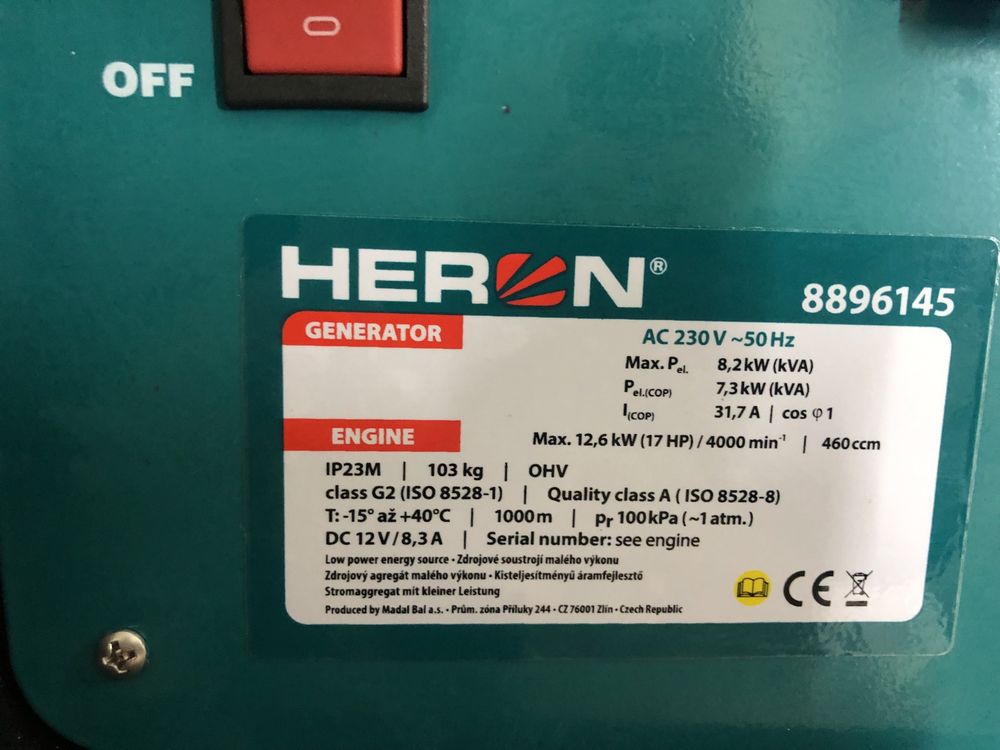 OFF
HERON®
8896145
GENERATOR
AC 230 V ~50 Hz
Max. Pel. 8,2 kW (kVA)
Pel.(COP) 7,3 kW (kVA)
I(COP) 31,7 A | cos φ 1
ENGINE
Max. 12,6 kW (17 HP) / 4000 min⁻¹ | 460 ccm
IP23M | 103 kg | OHV
class G2 (ISO 8528-1) | Quality class A ( ISO 8528-8)
T: -15° až +40°C | 1000 m | pr 100 kPa ( ~1 atm. )
DC 12 V / 8,3 A | Serial number: see engine
Low power energy source • Zdrojové soustrojí malého výkonu
Zdrojový agregát malého výkonu • Kisteljesítményű áramfejlesztő
Stromaggregat mit kleiner Leistung
Produced by Madal Bal a.s. • Prům. zóna Příluky 244 • CZ 76001 Zlín • Czech Republic
CE